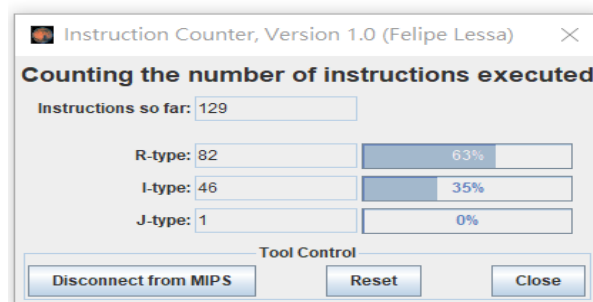 Instruction Counter, Version 1.0 (Felipe Lessa)
Counting the number of instructions executed
Instructions so far: 129
R-type: 82 63%
I-type: 46 35%
J-type: 1 0%
Tool Control
Disconnect from MIPS Reset Close